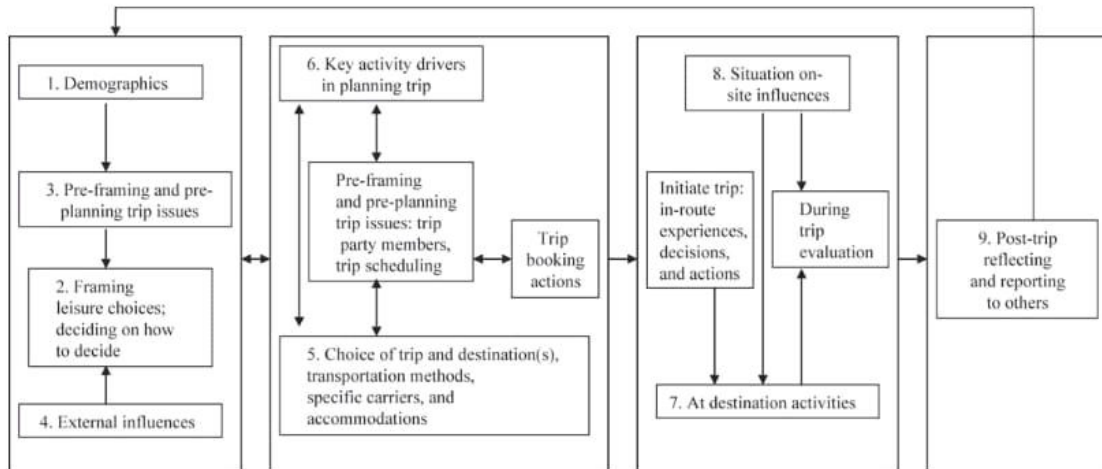 1. Demographics
3. Pre-framing and pre-
planning trip issues
2. Framing
leisure choices;
deciding on how
to decide
4. External influences
6. Key activity drivers
in planning trip
Pre-framing
and pre-planning
trip issues: trip
party members,
trip scheduling
Trip
booking
actions
5. Choice of trip and destination(s),
transportation methods,
specific carriers, and
accommodations
8. Situation on-
site influences
Initiate trip:
in-route
experiences,
decisions,
and actions
During
trip
evaluation
7. At destination activities
9. Post-trip
reflecting
and reporting
to others